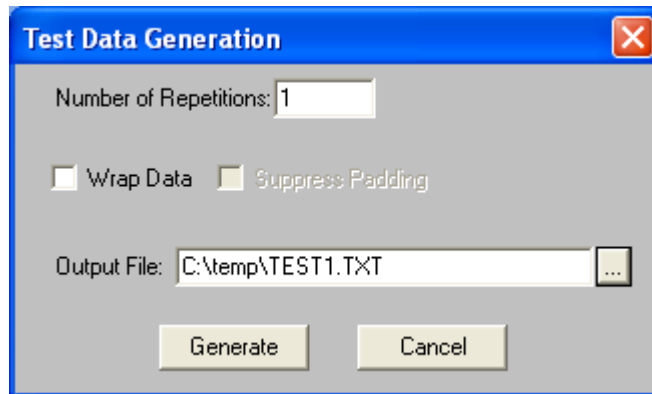 Test Data Generation
Number of Repetitions: 1
Wrap Data Suppress Padding
Output File: C:\temp\TEST1.TXT ...
Generate Cancel